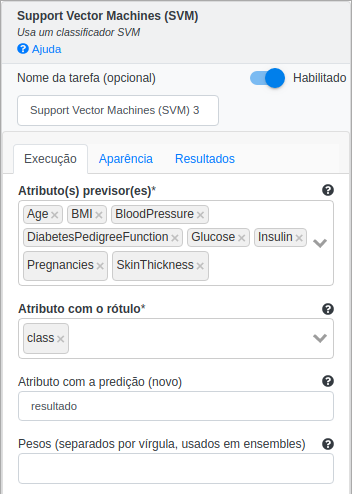 Support Vector Machines (SVM)
Usa um classificador SVM
Ajuda
Nome da tarefa (opcional)
Habilitado
Support Vector Machines (SVM) 3
Execução Aparência Resultados
Atributo(s) previsor(es)*
Age × BMI × BloodPressure ×
DiabetesPedigreeFunction × Glucose × Insulin ×
Pregnancies × SkinThickness ×
Atributo com o rótulo*
class ×
Atributo com a predição (novo)
resultado
Pesos (separados por vírgula, usados em ensembles)